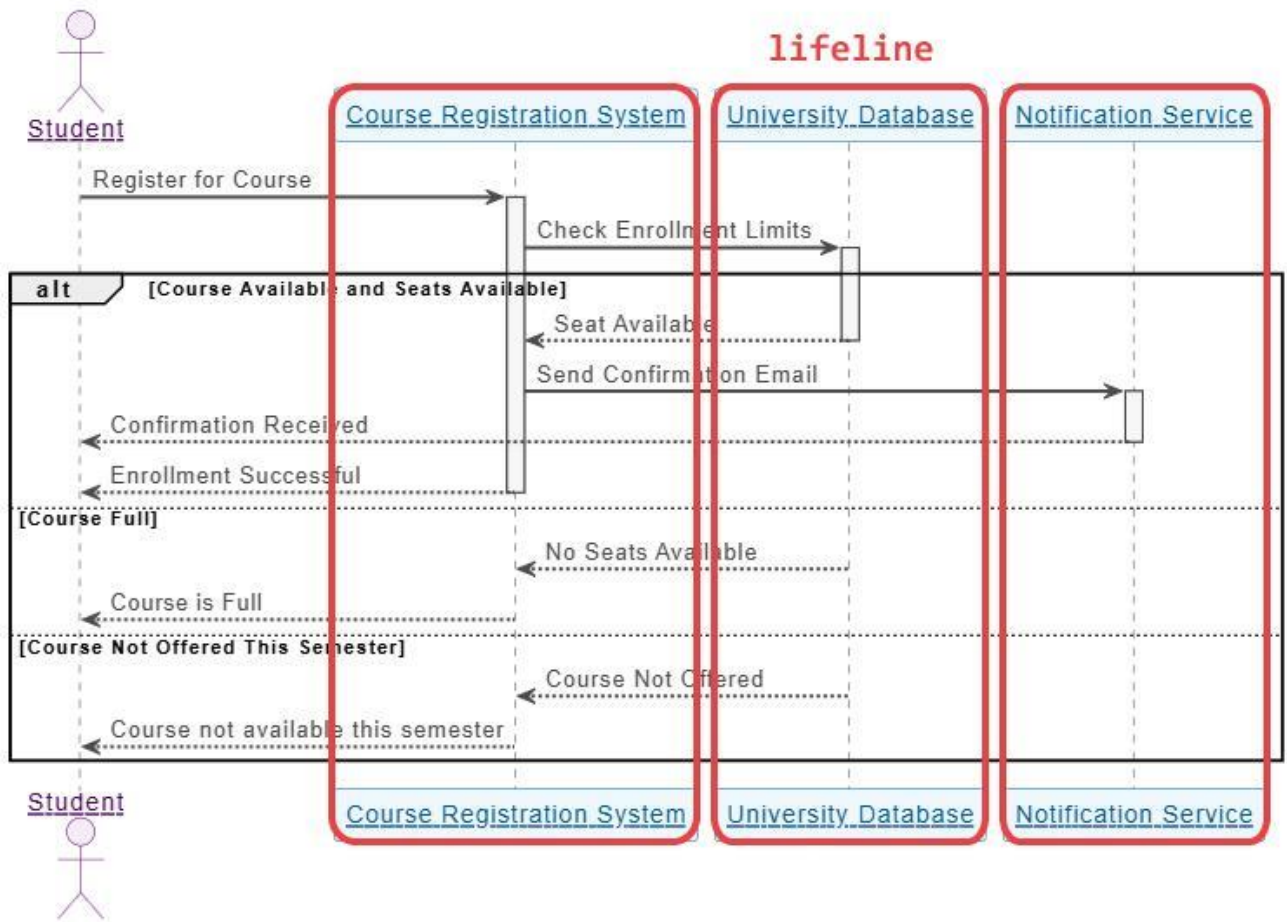 lifeline
Student
Course Registration System
University Database
Notification Service
Register for Course
Check Enrollment Limits
alt
[Course Available and Seats Available]
Seat Available
Send Confirmation Email
Confirmation Received
Enrollment Successful
[Course Full]
No Seats Available
Course is Full
[Course Not Offered This Semester]
Course Not Offered
Course not available this semester
Student
Course Registration System
University Database
Notification Service